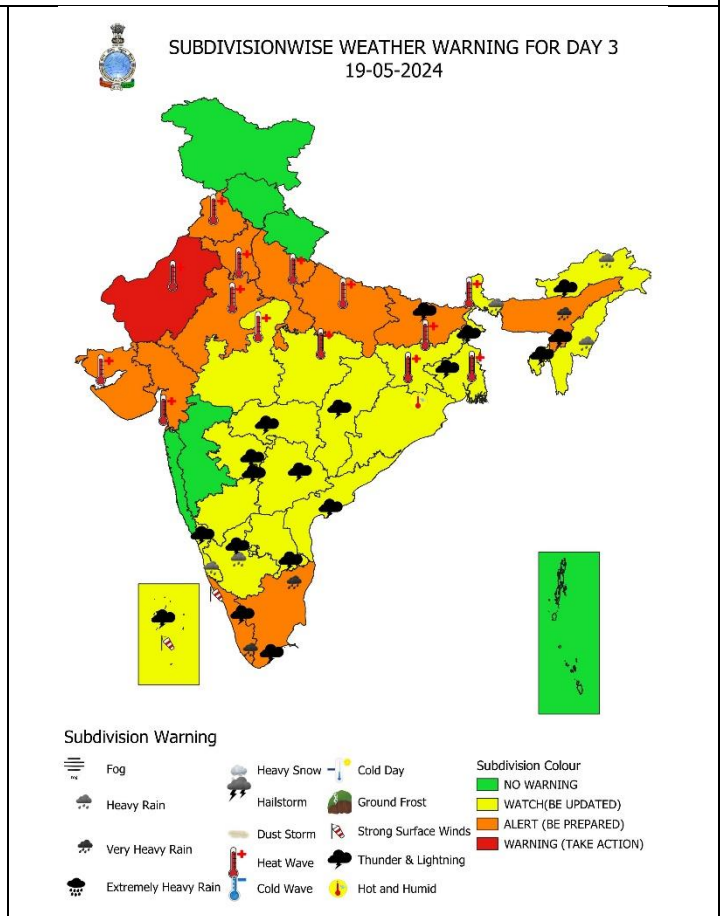 SUBDIVISIONWISE WEATHER WARNING FOR DAY 3
19-05-2024
Subdivision Warning
Fog
Heavy Rain
Very Heavy Rain
Extremely Heavy Rain
Heavy Snow
Hailstorm
Dust Storm
Heat Wave
Cold Wave
Cold Day
Ground Frost
Strong Surface Winds
Thunder & Lightning
Hot and Humid
Subdivision Colour
NO WARNING
WATCH(BE UPDATED)
ALERT (BE PREPARED)
WARNING (TAKE ACTION)